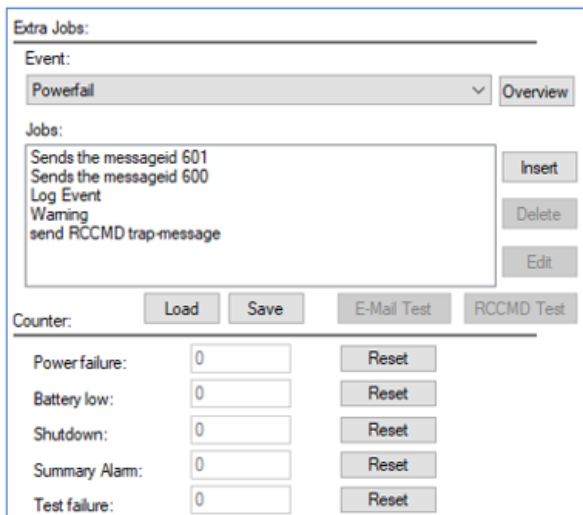 Extra Jobs:
Event:
Powerfail Overview
Jobs:
Sends the messageid 601
Sends the messageid 600
Log Event
Warning
send RCCMD trap-message
Insert
Delete
Edit
Load Save E-Mail Test RCCMD Test
Counter:
Power failure: 0 Reset
Battery low: 0 Reset
Shutdown: 0 Reset
Summary Alarm: 0 Reset
Test failure: 0 Reset